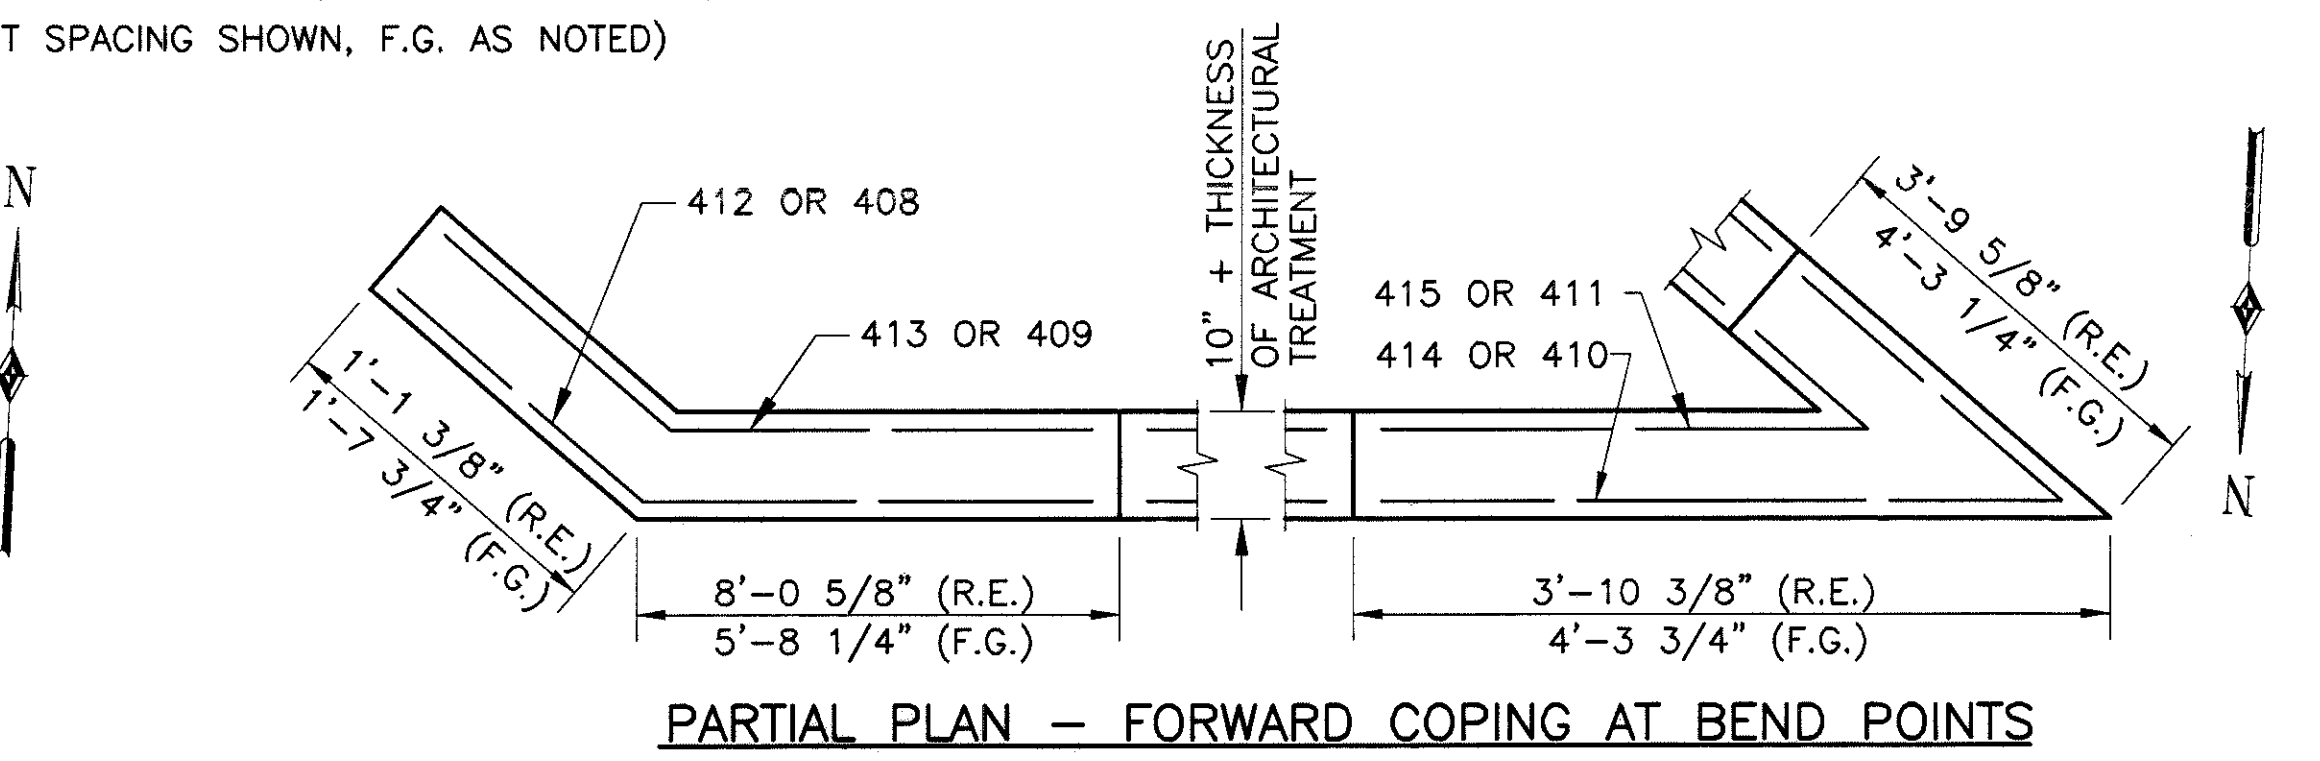 T SPACING SHOWN, F.G. AS NOTED)
N
412 OR 408
413 OR 409
10" + THICKNESS
OF ARCHITECTURAL
TREATMENT
415 OR 411
414 OR 410
3'-9 5/8" (R.E.)
4'-3 1/4" (F.G.)
N
1'-1 3/8" (R.E.)
1'-7 3/4" (F.G.)
8'-0 5/8" (R.E.)
5'-8 1/4" (F.G.)
3'-10 3/8" (R.E.)
4'-3 3/4" (F.G.)
PARTIAL PLAN - FORWARD COPING AT BEND POINTS